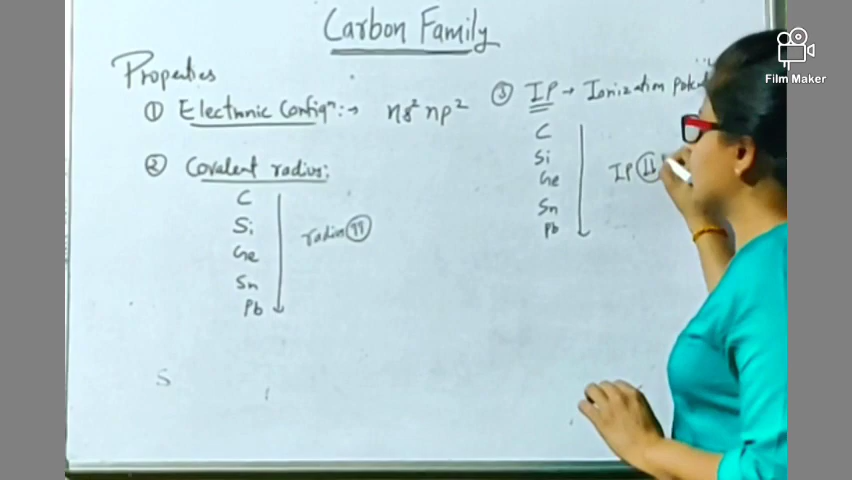 Carbon Family
Properties
① Electronic Configⁿ:→ ns² np²
② Covalent radius:
C
Si
Ge
Sn
Pb
radius ↑↑
③ IP → Ionization
C
Si
Ge
Sn
Pb
IP ↓↓
S
Film Maker